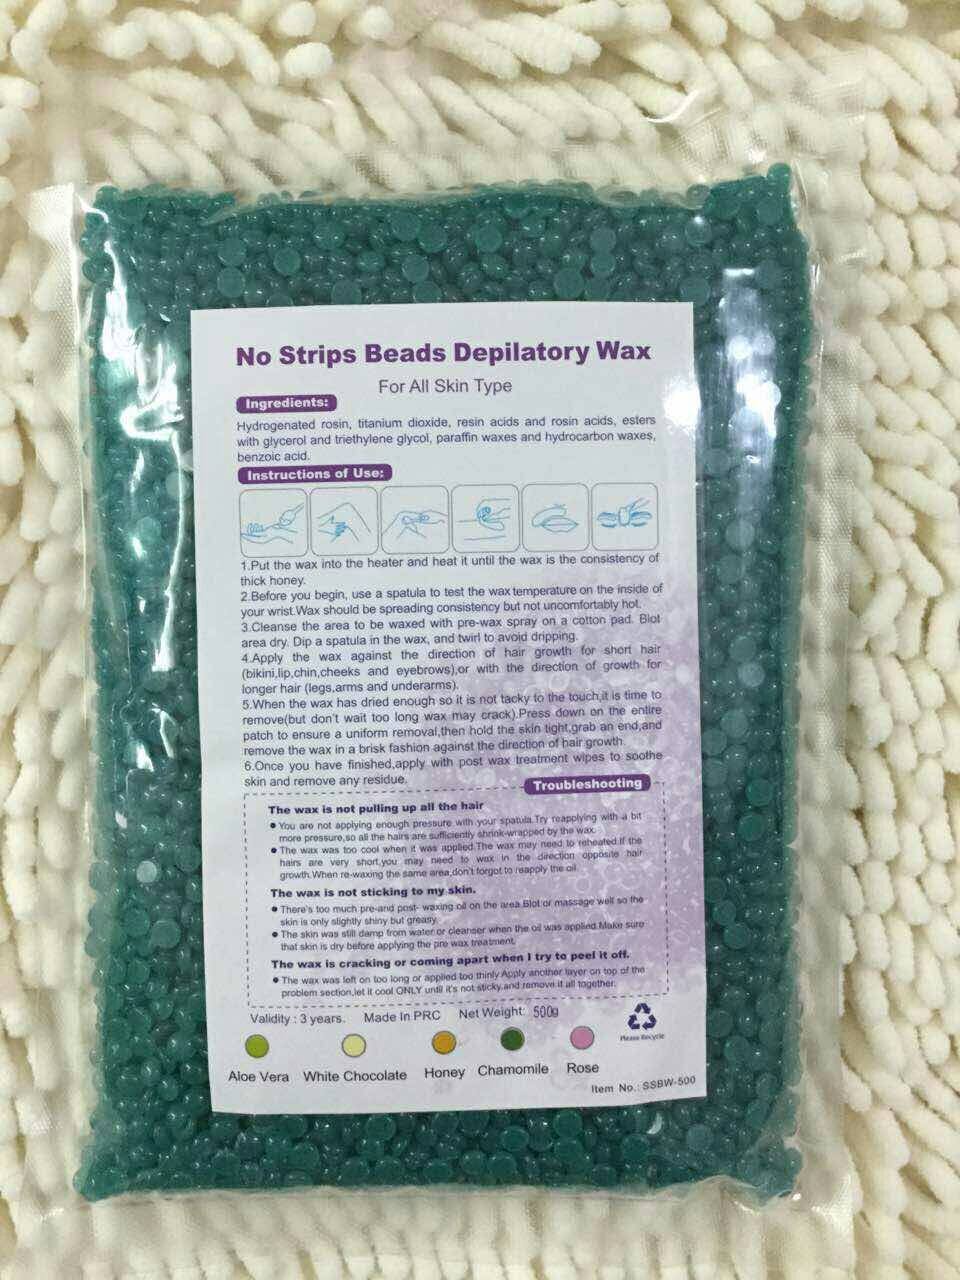 No Strips Beads Depilatory Wax
For All Skin Type
Ingredients:
Hydrogenated rosin, titanium dioxide, resin acids and rosin acids, esters
with glycerol and triethylene glycol, paraffin waxes and hydrocarbon waxes,
benzoic acid.
Instructions of Use:
1.Put the wax into the heater and heat it until the wax is the consistency of
thick honey.
2.Before you begin, use a spatula to test the wax temperature on the inside of
your wrist.Wax should be spreading consistency but not uncomfortably hot.
3.Cleanse the area to be waxed with pre-wax spray on a cotton pad. Blot
area dry. Dip a spatula in the wax, and twirl to avoid dripping.
4.Apply the wax against the direction of hair growth for short hair
(bikini,lip,chin,cheeks and eyebrows),or with the direction of growth for
longer hair (legs,arms and underarms).
5.When the wax has dried enough so it is not tacky to the touch,it is time to
remove(but don't wait too long wax may crack).Press down on the entire
patch to ensure a uniform removal,then hold the skin tight,grab an end,and
remove the wax in a brisk fashion against the direction of hair growth.
6.Once you have finished,apply with post wax treatment wipes to soothe
skin and remove any residue.
Troubleshooting
The wax is not pulling up all the hair
● You are not applying enough pressure with your spatula.Try reapplying with a bit
more pressure,so all the hairs are sufficiently shrink-wrapped by the wax.
● The wax was too cool when it was applied.The wax may need to reheated.If the
hairs are very short,you may need to wax in the direction opposite hair
growth.When re-waxing the same area,don't forgot to reapply the oil.
The wax is not sticking to my skin.
● There's too much pre-and post- waxing oil on the area.Blot or massage well so the
skin is only slightly shiny but greasy.
● The skin was still damp from water or cleanser when the oil was applied.Make sure
that skin is dry before applying the pre wax treatment.
The wax is cracking or coming apart when I try to peel it off.
● The wax was left on too long or applied too thinly.Apply another layer on top of the
problem section,let it cool ONLY until it's not sticky,and remove it all together.
Validity : 3 years. Made In PRC Net Weight: 500g
Please Recycle
Aloe Vera White Chocolate Honey Chamomile Rose
Item No.: SSBW-500